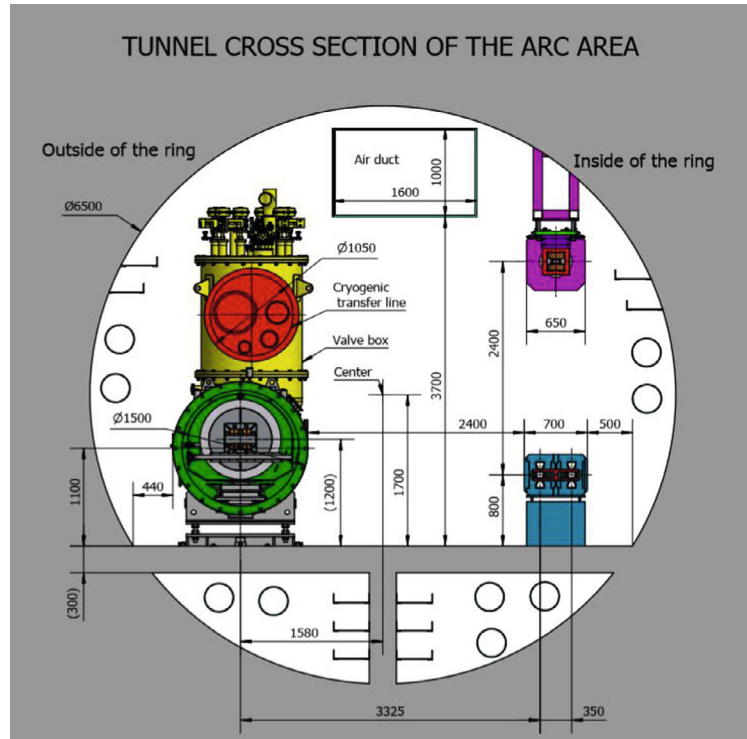 TUNNEL CROSS SECTION OF THE ARC AREA
Outside of the ring
Inside of the ring
Air duct
1000
1600
Ø6500
Ø1050
Cryogenic
transfer line
Valve box
Center
650
2400
3700
Ø1500
2400
700
500
1100
440
(1200)
1700
800
(300)
1580
3325
350